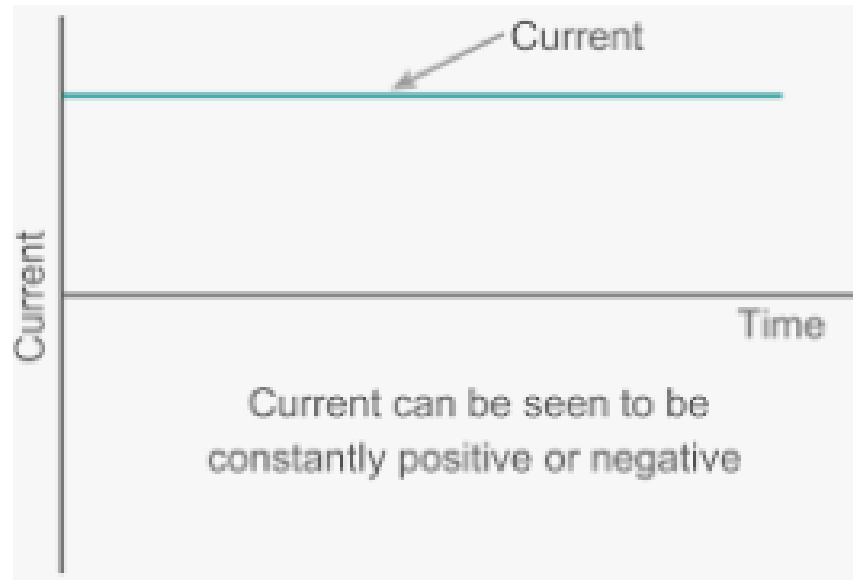 Current
Current
Time
Current can be seen to be
constantly positive or negative